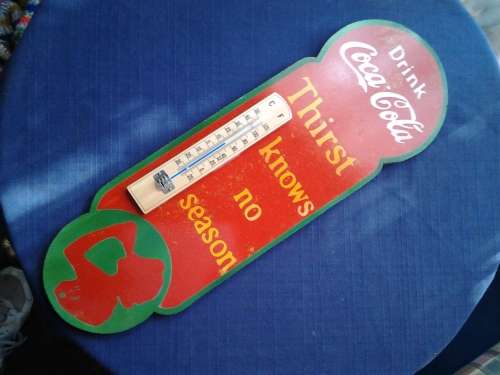 Drink
Coca-Cola
Thirst
knows
no
season
C F